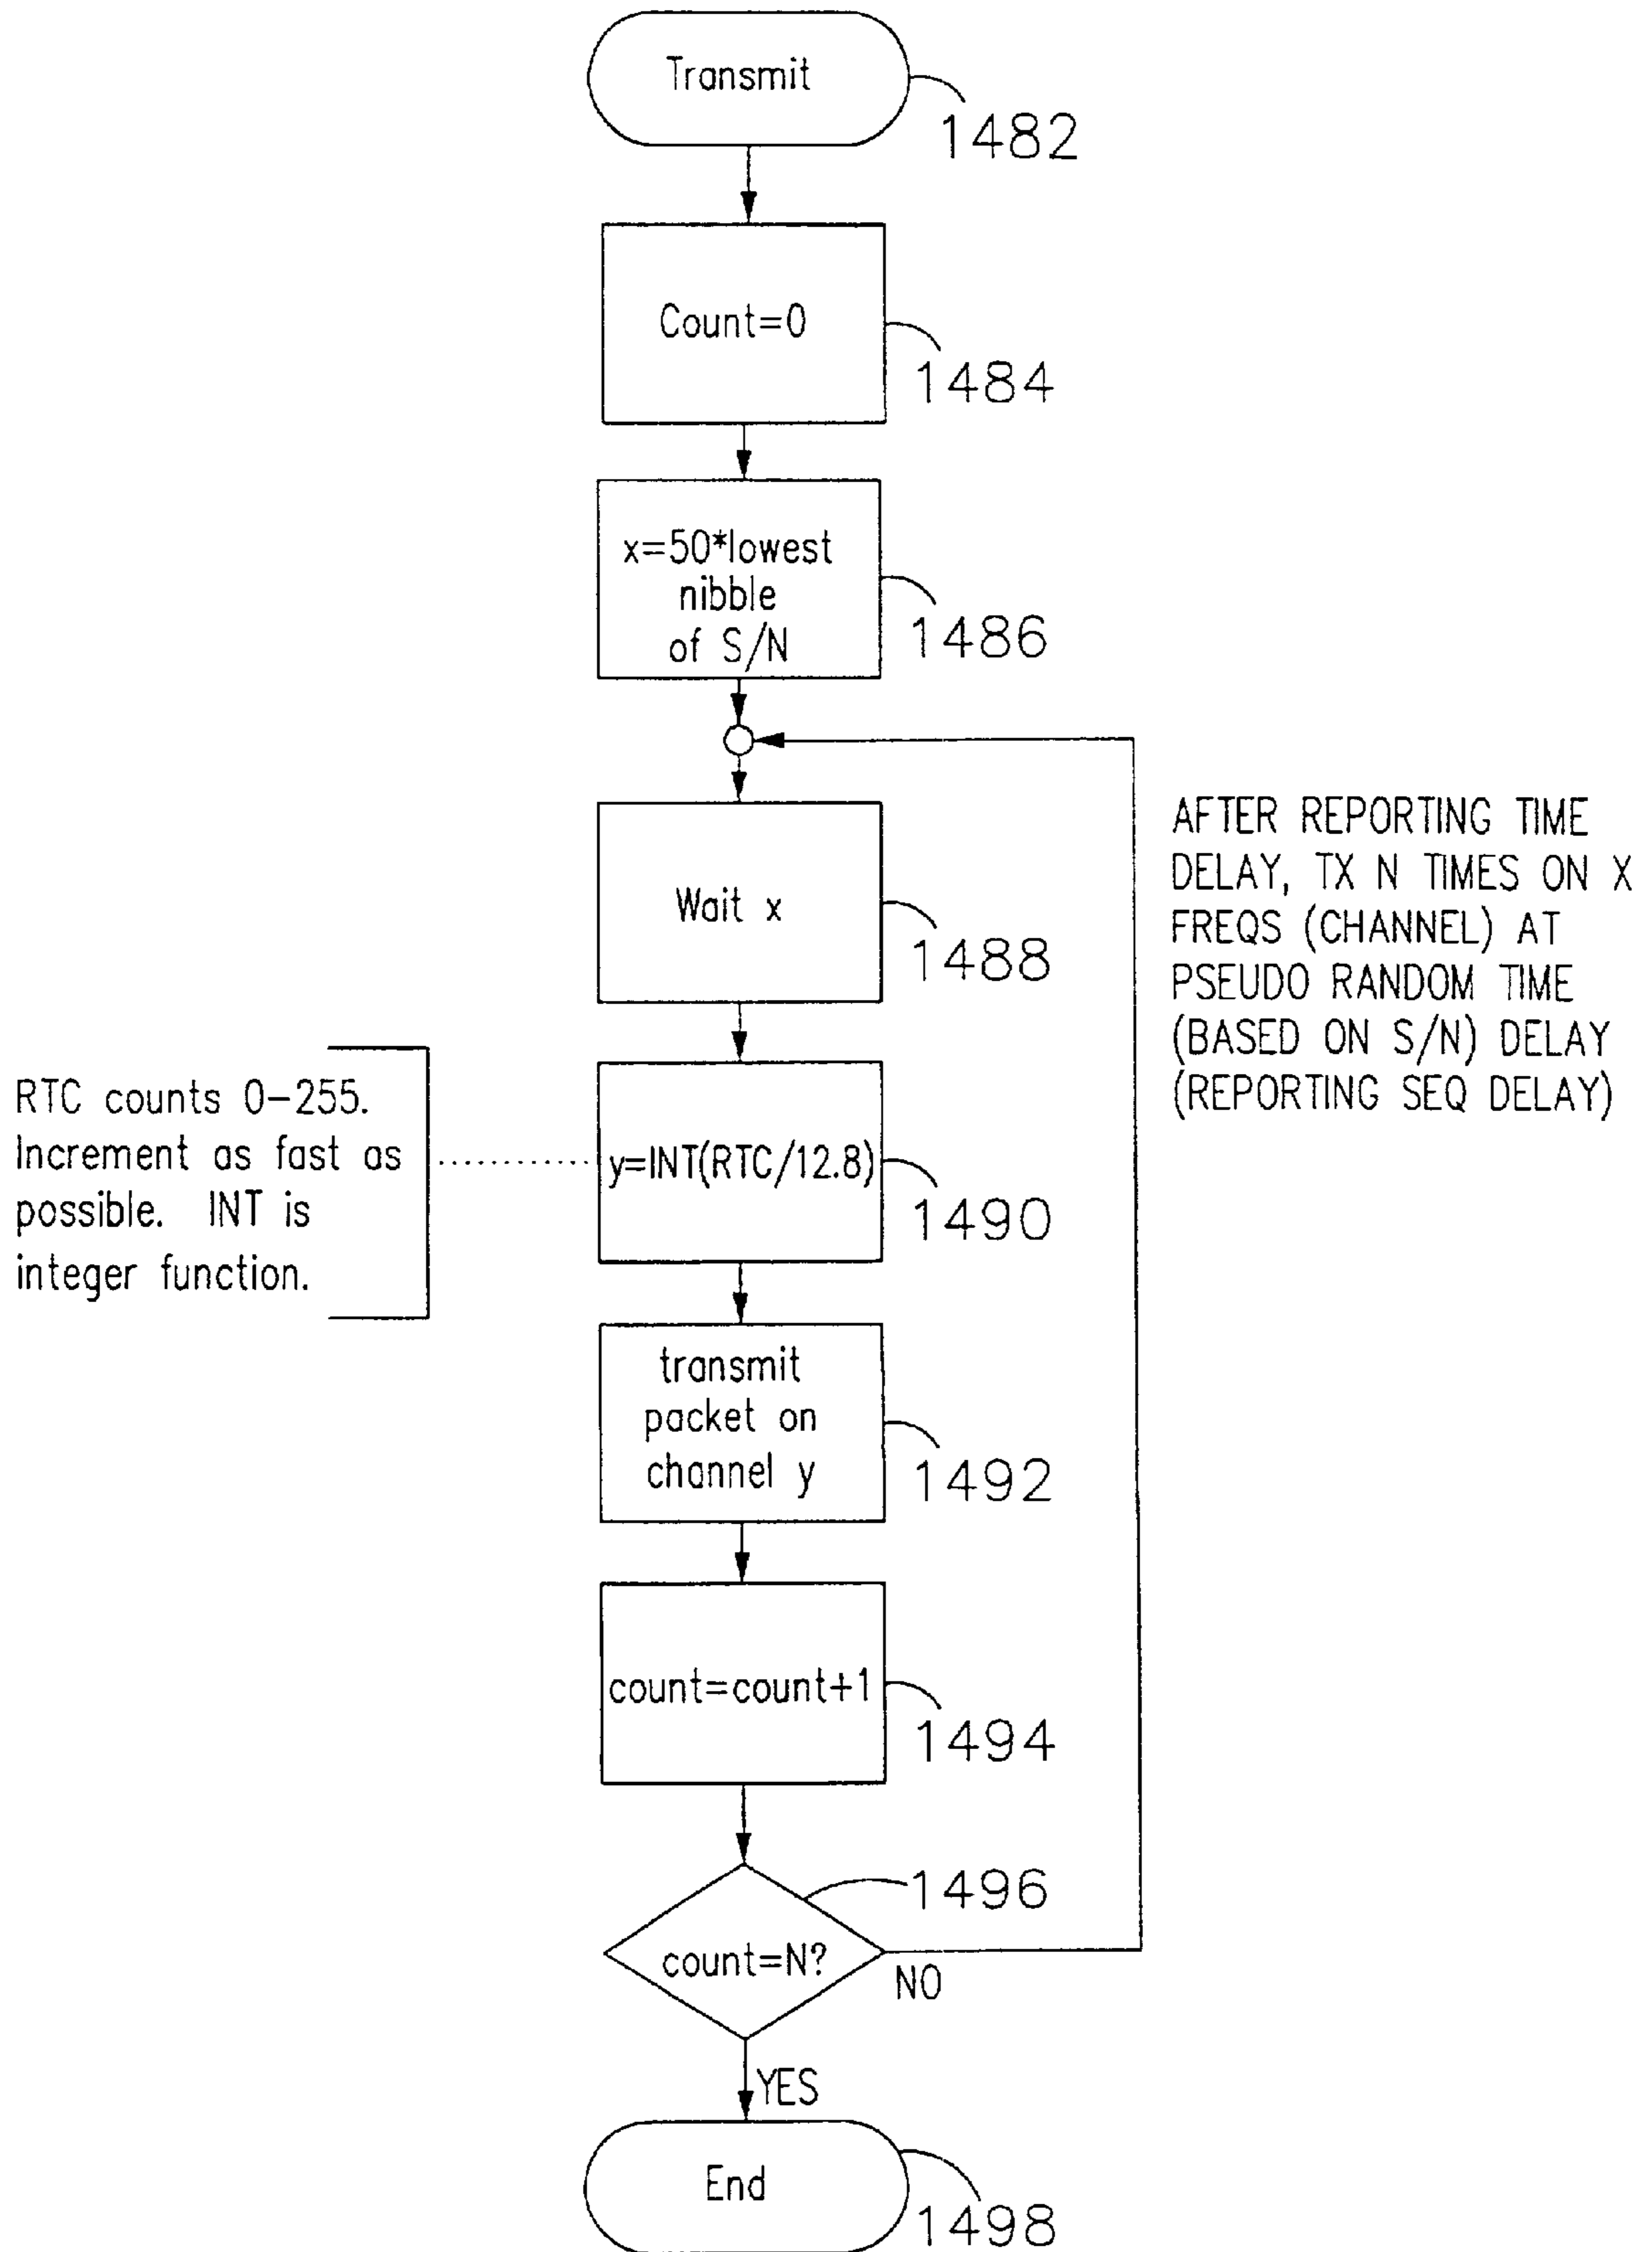 Transmit
1482
Count=0
1484
x=50*lowest
nibble
of S/N
1486
Wait x
1488
AFTER REPORTING TIME
DELAY, TX N TIMES ON X
FREQS (CHANNEL) AT
PSEUDO RANDOM TIME
(BASED ON S/N) DELAY
(REPORTING SEQ DELAY)
RTC counts 0-255.
Increment as fast as
possible. INT is
integer function.
y=INT(RTC/12.8)
1490
transmit
packet on
channel y
1492
count=count+1
1494
1496
count=N?
NO
YES
End
1498